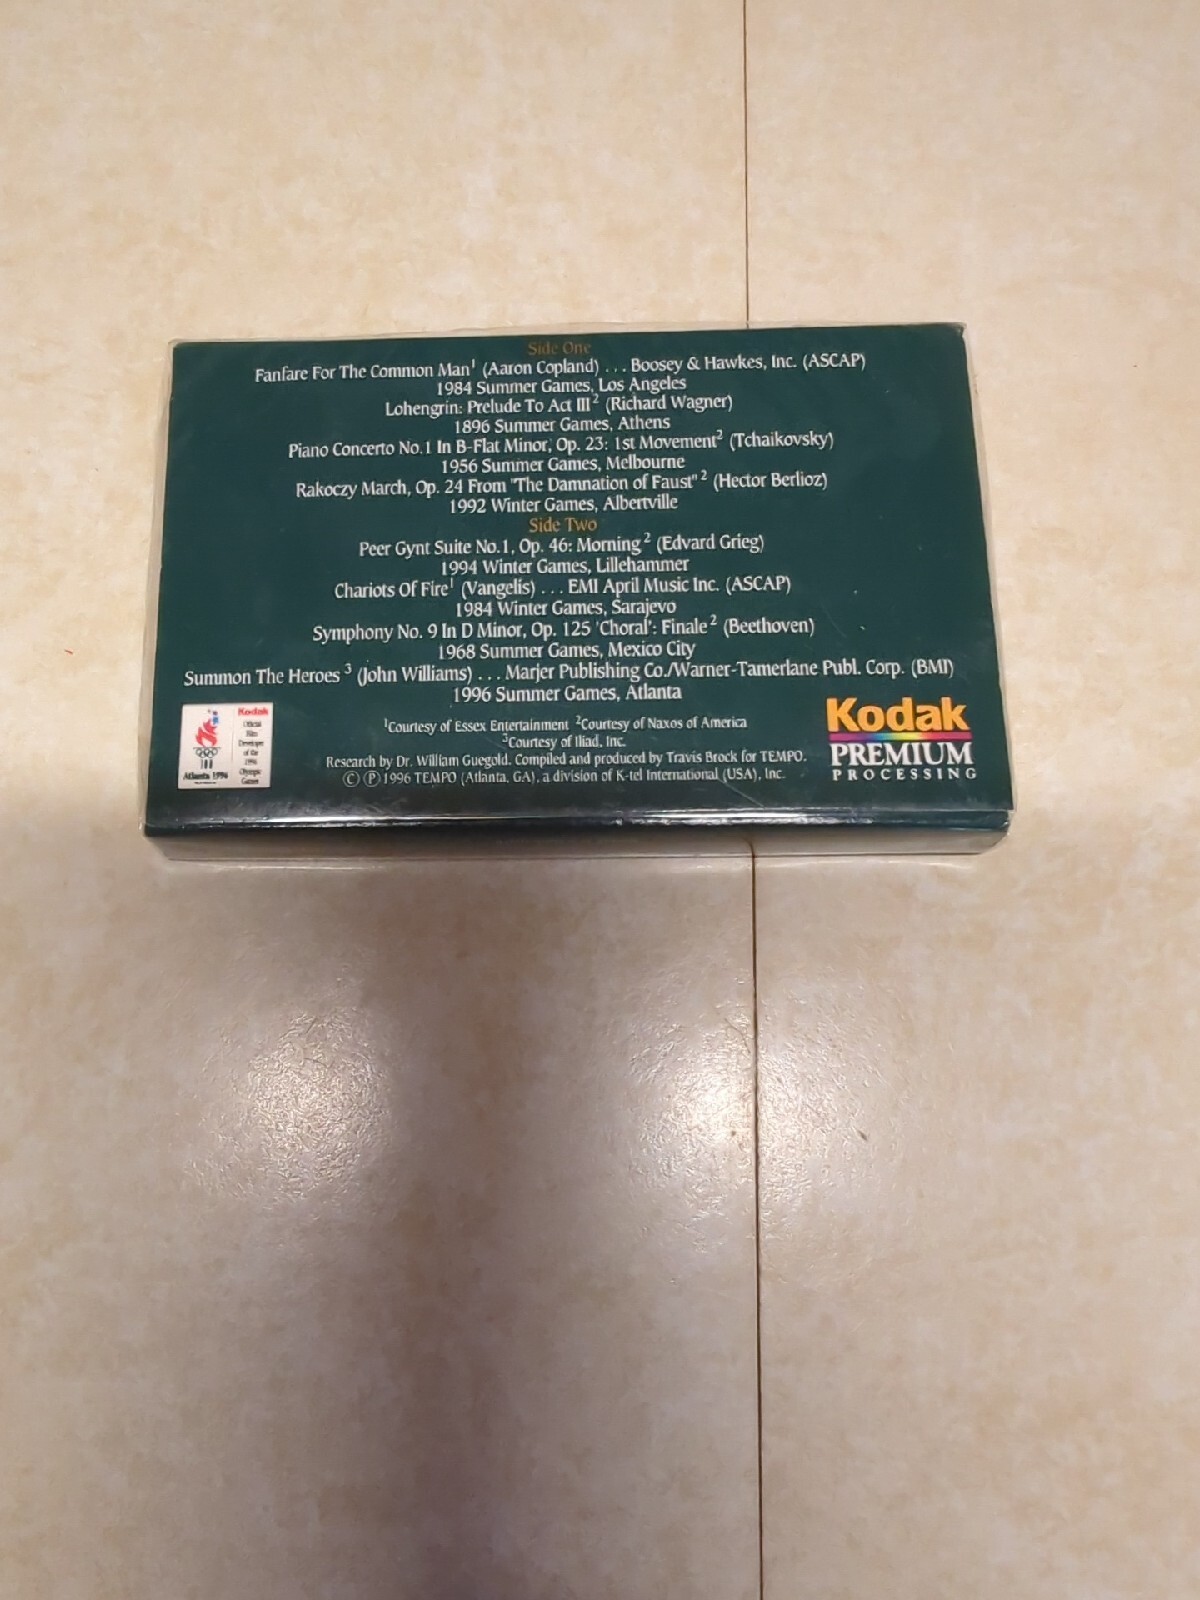 Side One
Fanfare For The Common Man¹ (Aaron Copland) . . . Boosey & Hawkes, Inc. (ASCAP)
1984 Summer Games, Los Angeles
Lohengrin: Prelude To Act III² (Richard Wagner)
1896 Summer Games, Athens
Piano Concerto No.1 In B-Flat Minor, Op. 23: 1st Movement² (Tchaikovsky)
1956 Summer Games, Melbourne
Rakoczy March, Op. 24 From "The Damnation of Faust"² (Hector Berlioz)
1992 Winter Games, Albertville
Side Two
Peer Gynt Suite No.1, Op. 46: Morning² (Edvard Grieg)
1994 Winter Games, Lillehammer
Chariots Of Fire¹ (Vangelis) . . . EMI April Music Inc. (ASCAP)
1984 Winter Games, Sarajevo
Symphony No. 9 In D Minor, Op. 125 'Choral': Finale² (Beethoven)
1968 Summer Games, Mexico City
Summon The Heroes³ (John Williams) . . . Marjer Publishing Co./Warner-Tamerlane Publ. Corp. (BMI)
1996 Summer Games, Atlanta
¹Courtesy of Essex Entertainment ²Courtesy of Naxos of America
³Courtesy of Iliad, Inc.
Research by Dr. William Guegold. Compiled and produced by Travis Brock for TEMPO.
© ℗ 1996 TEMPO (Atlanta, GA), a division of K-tel International (USA), Inc.
Atlanta 1996
Kodak
Official
Film
Developer
of the
1996
Olympic
Games
Kodak
PREMIUM
PROCESSING